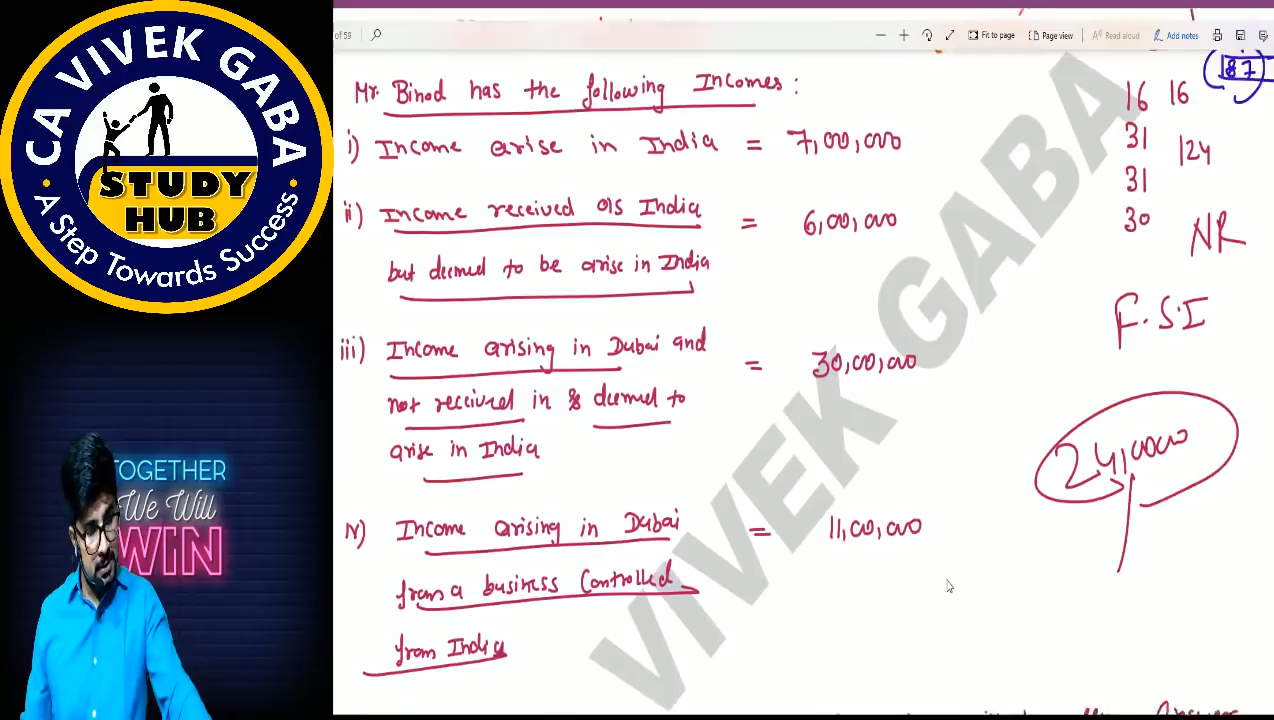 CA VIVEK GABA
STUDY
HUB
• A Step Towards Success •
TOGETHER
We Will
WIN
of 59
Fit to page
Page view
Read aloud
Add notes
Mr Binod has the following Incomes :
i) Income arise in India = 7,00,000
ii) Income received o/s India = 6,00,000
but deemed to be arise in India
iii) Income arising in Dubai and = 30,00,000
not received in & deemed to
arise in India
iv) Income arising in Dubai = 11,00,000
from a business Controlled
from India
87
16 16
31 124
31
30 NR
F.S.I
24,0000
VIVEK GABA